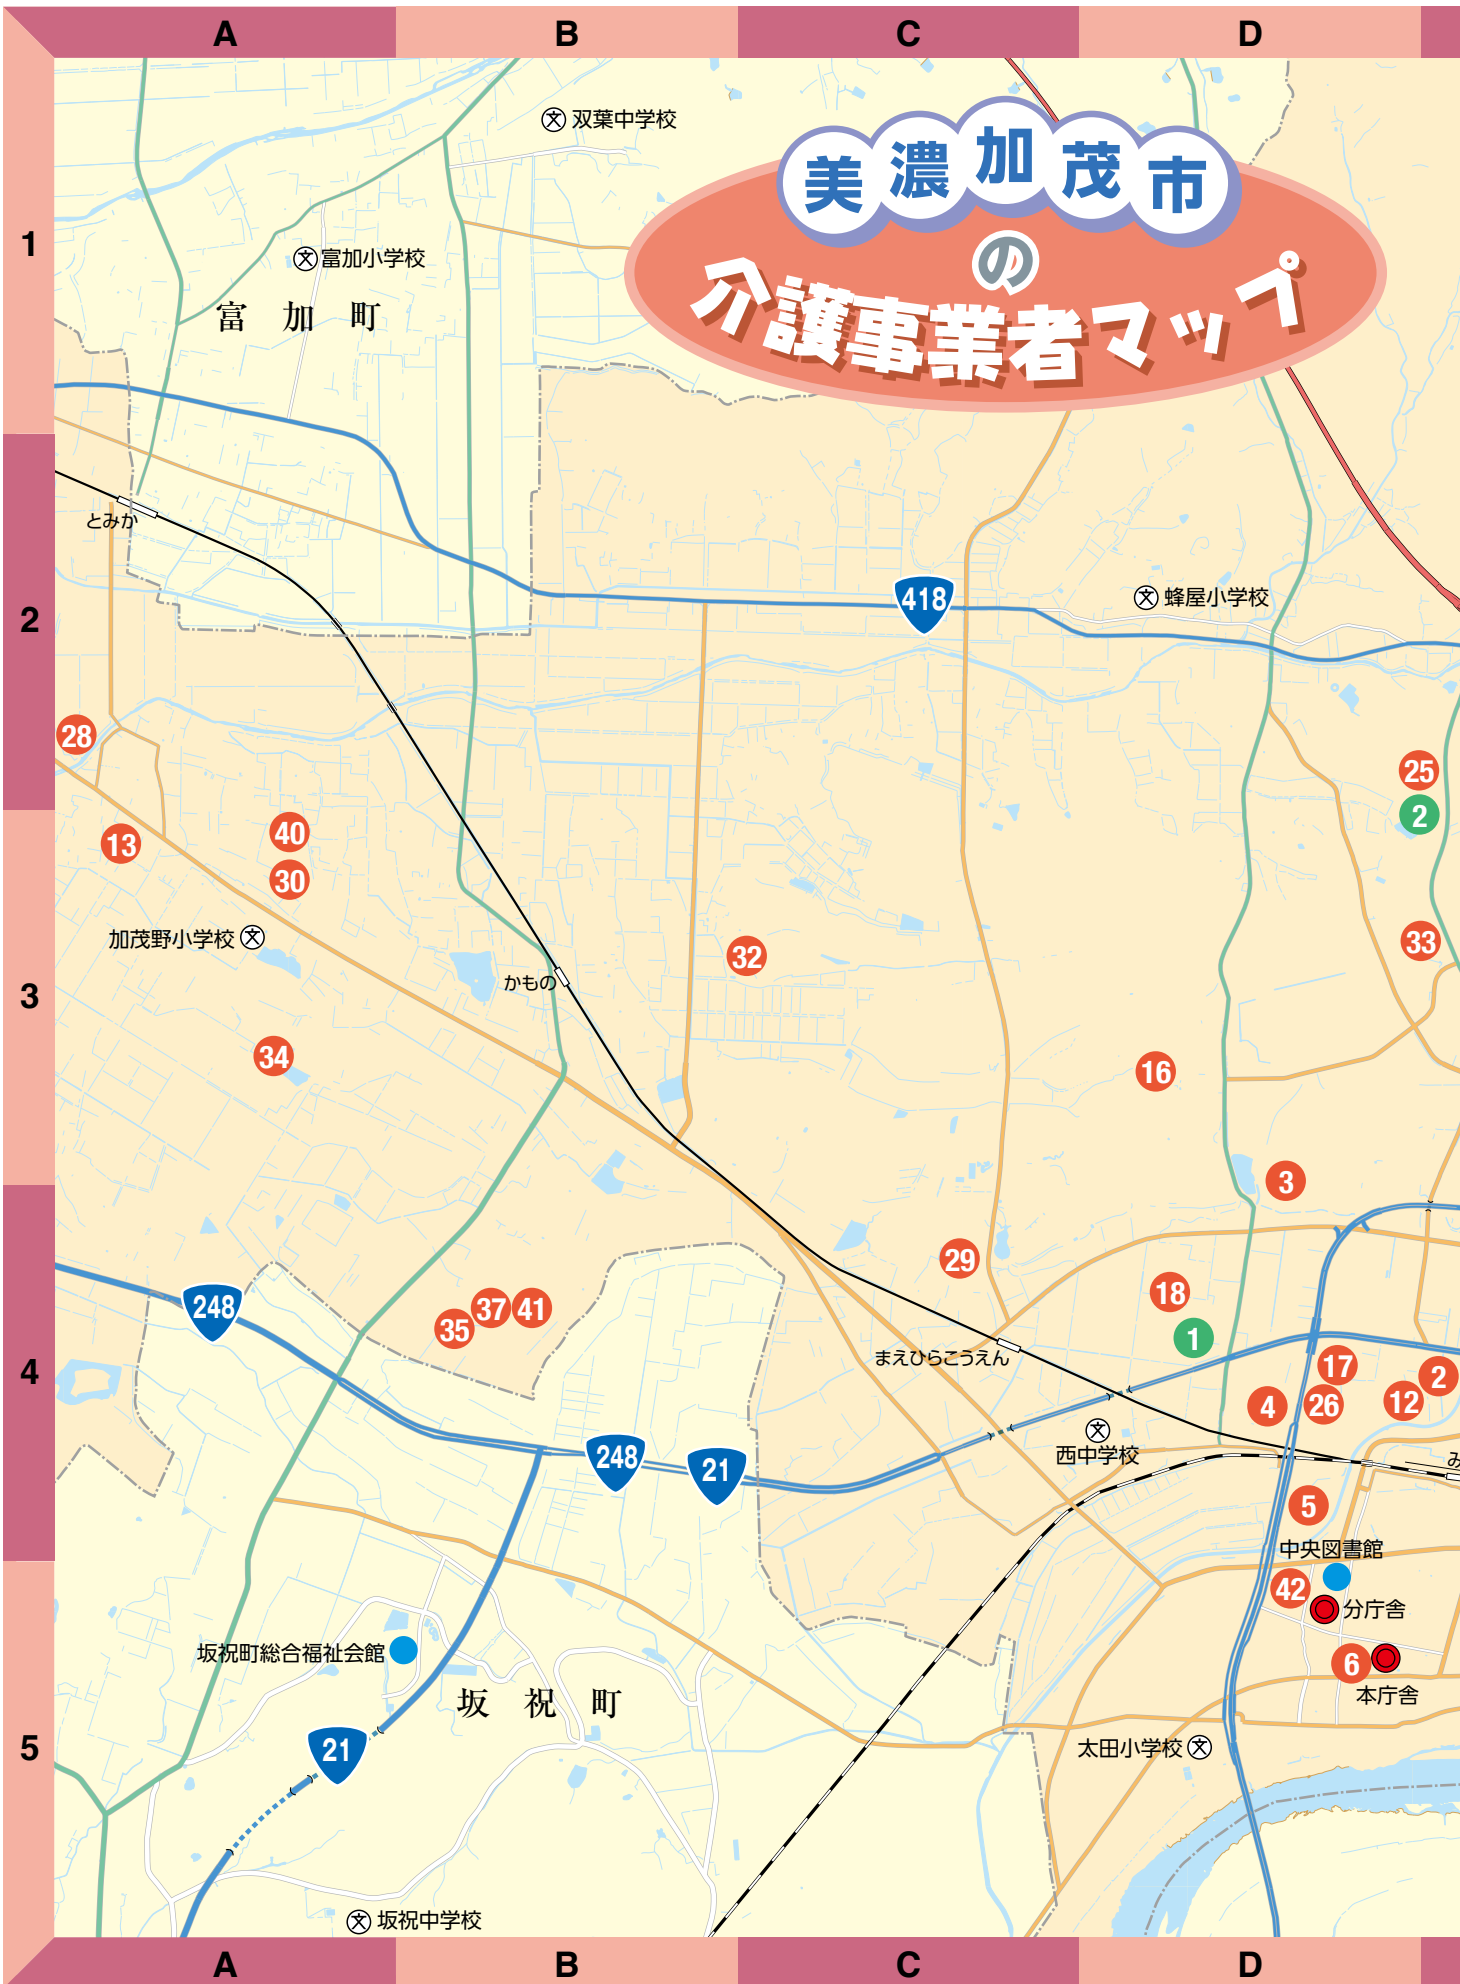 A B C D
美濃加茂市
の
介護事業者マップ
1
双葉中学校
富加小学校
富加町
とみか
2
418
蜂屋小学校
28
25
2
40
13
30
加茂野小学校
33
32
かもの
3
34
16
3
29
18
248
37 41
35
1
まえひらこうえん
17
2
4
4 26 12
西中学校
248
21
み
5
中央図書館
42
分庁舎
坂祝町総合福祉会館
6
本庁舎
坂祝町
21
太田小学校
5
坂祝中学校
A B C D